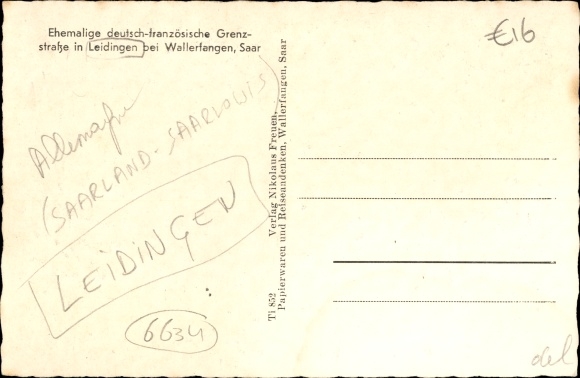 Ehemalige deutsch-französische Grenz-
straße in Leidingen bei Wallerfangen, Saar
€16
Allemagne
(SAARLAND-SAARLOUIS)
LEIDINGEN
6634
Ti 852 Verlag Nikolaus Freuen,
Papierwaren und Reiseandenken, Wallerfangen, Saar
del